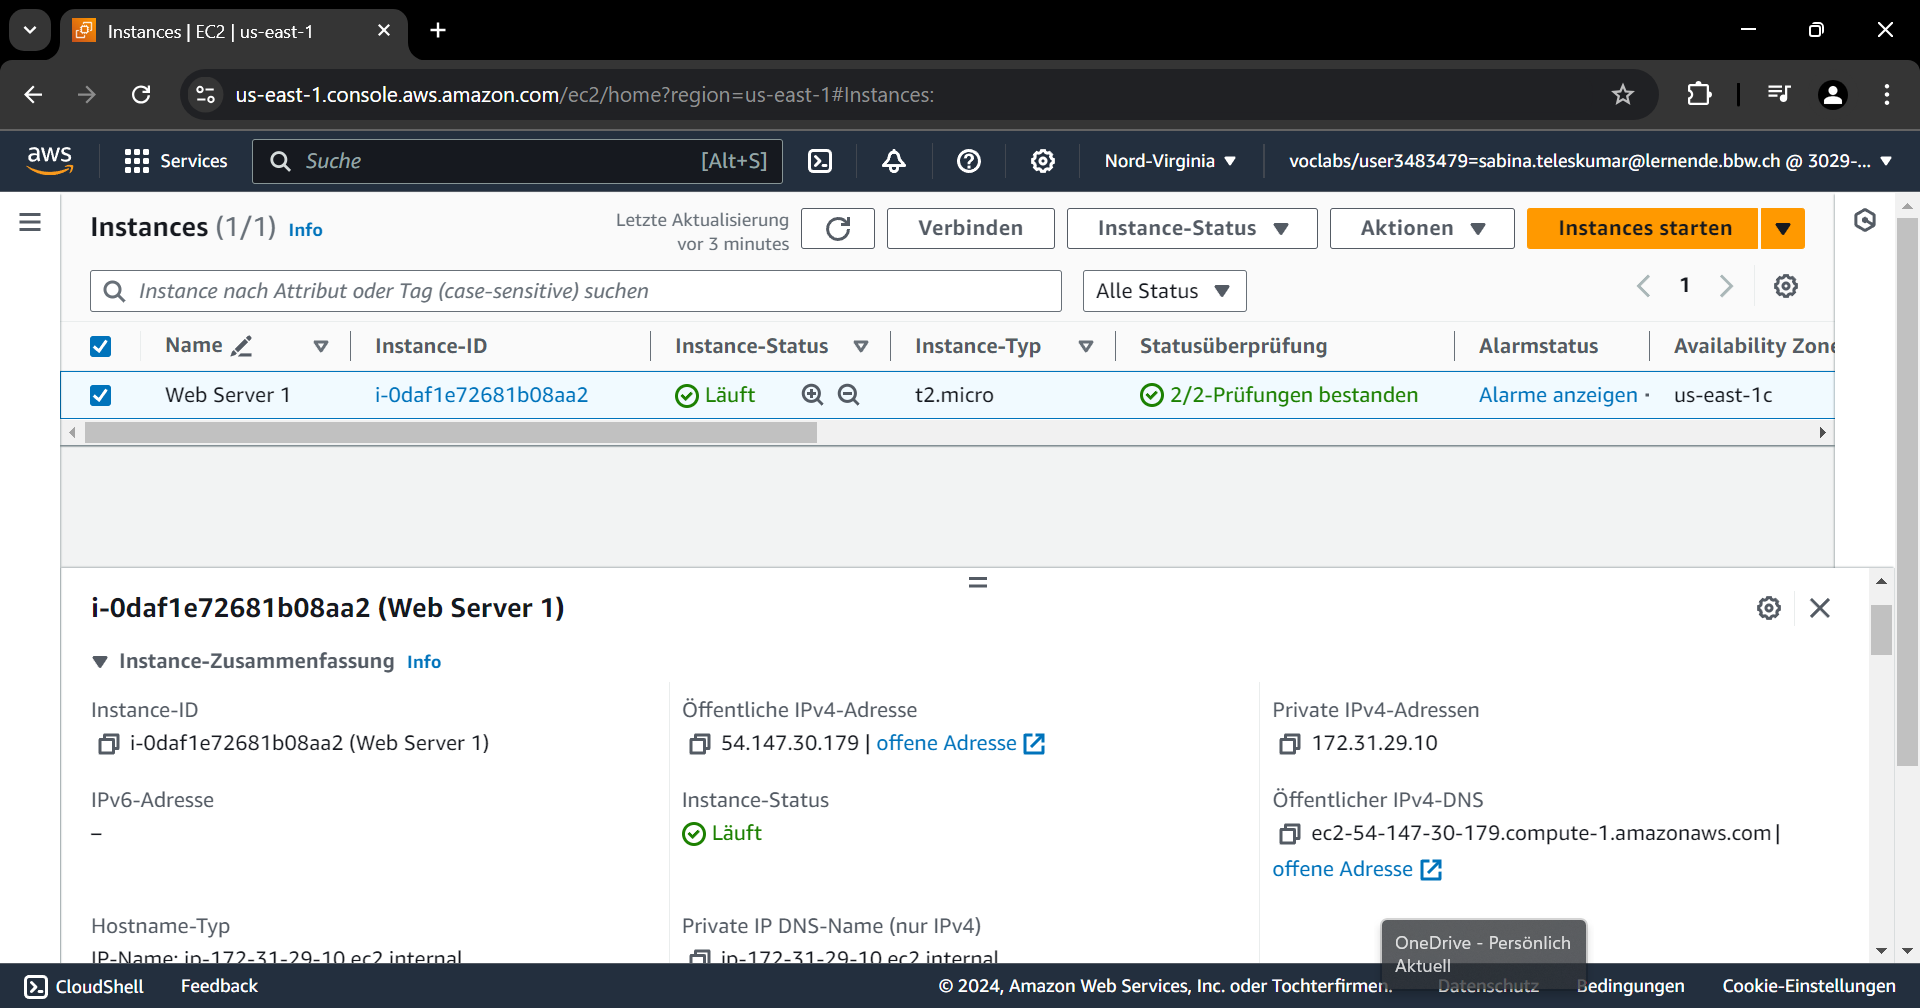 Instances | EC2 | us-east-1
us-east-1.console.aws.amazon.com/ec2/home?region=us-east-1#Instances:
aws Services Suche [Alt+S] Nord-Virginia voclabs/user3483479=sabina.teleskumar@lernende.bbw.ch @ 3029-...
Instances (1/1) Info Letzte Aktualisierung vor 3 minutes Verbinden Instance-Status Aktionen Instances starten
Instance nach Attribut oder Tag (case-sensitive) suchen Alle Status 1
Name Instance-ID Instance-Status Instance-Typ Statusüberprüfung Alarmstatus Availability Zone
Web Server 1 i-0daf1e72681b08aa2 Läuft t2.micro 2/2-Prüfungen bestanden Alarme anzeigen us-east-1c
i-0daf1e72681b08aa2 (Web Server 1)
Instance-Zusammenfassung Info
Instance-ID Öffentliche IPv4-Adresse Private IPv4-Adressen
i-0daf1e72681b08aa2 (Web Server 1) 54.147.30.179 | offene Adresse 172.31.29.10
IPv6-Adresse Instance-Status Öffentlicher IPv4-DNS
– Läuft ec2-54-147-30-179.compute-1.amazonaws.com |
offene Adresse
Hostname-Typ Private IP DNS-Name (nur IPv4)
IP-Name: ip-172-31-29-10.ec2.internal ip-172-31-29-10.ec2.internal
OneDrive - Persönlich
Aktuell
CloudShell Feedback © 2024, Amazon Web Services, Inc. oder Tochterfirmen. Datenschutz Bedingungen Cookie-Einstellungen